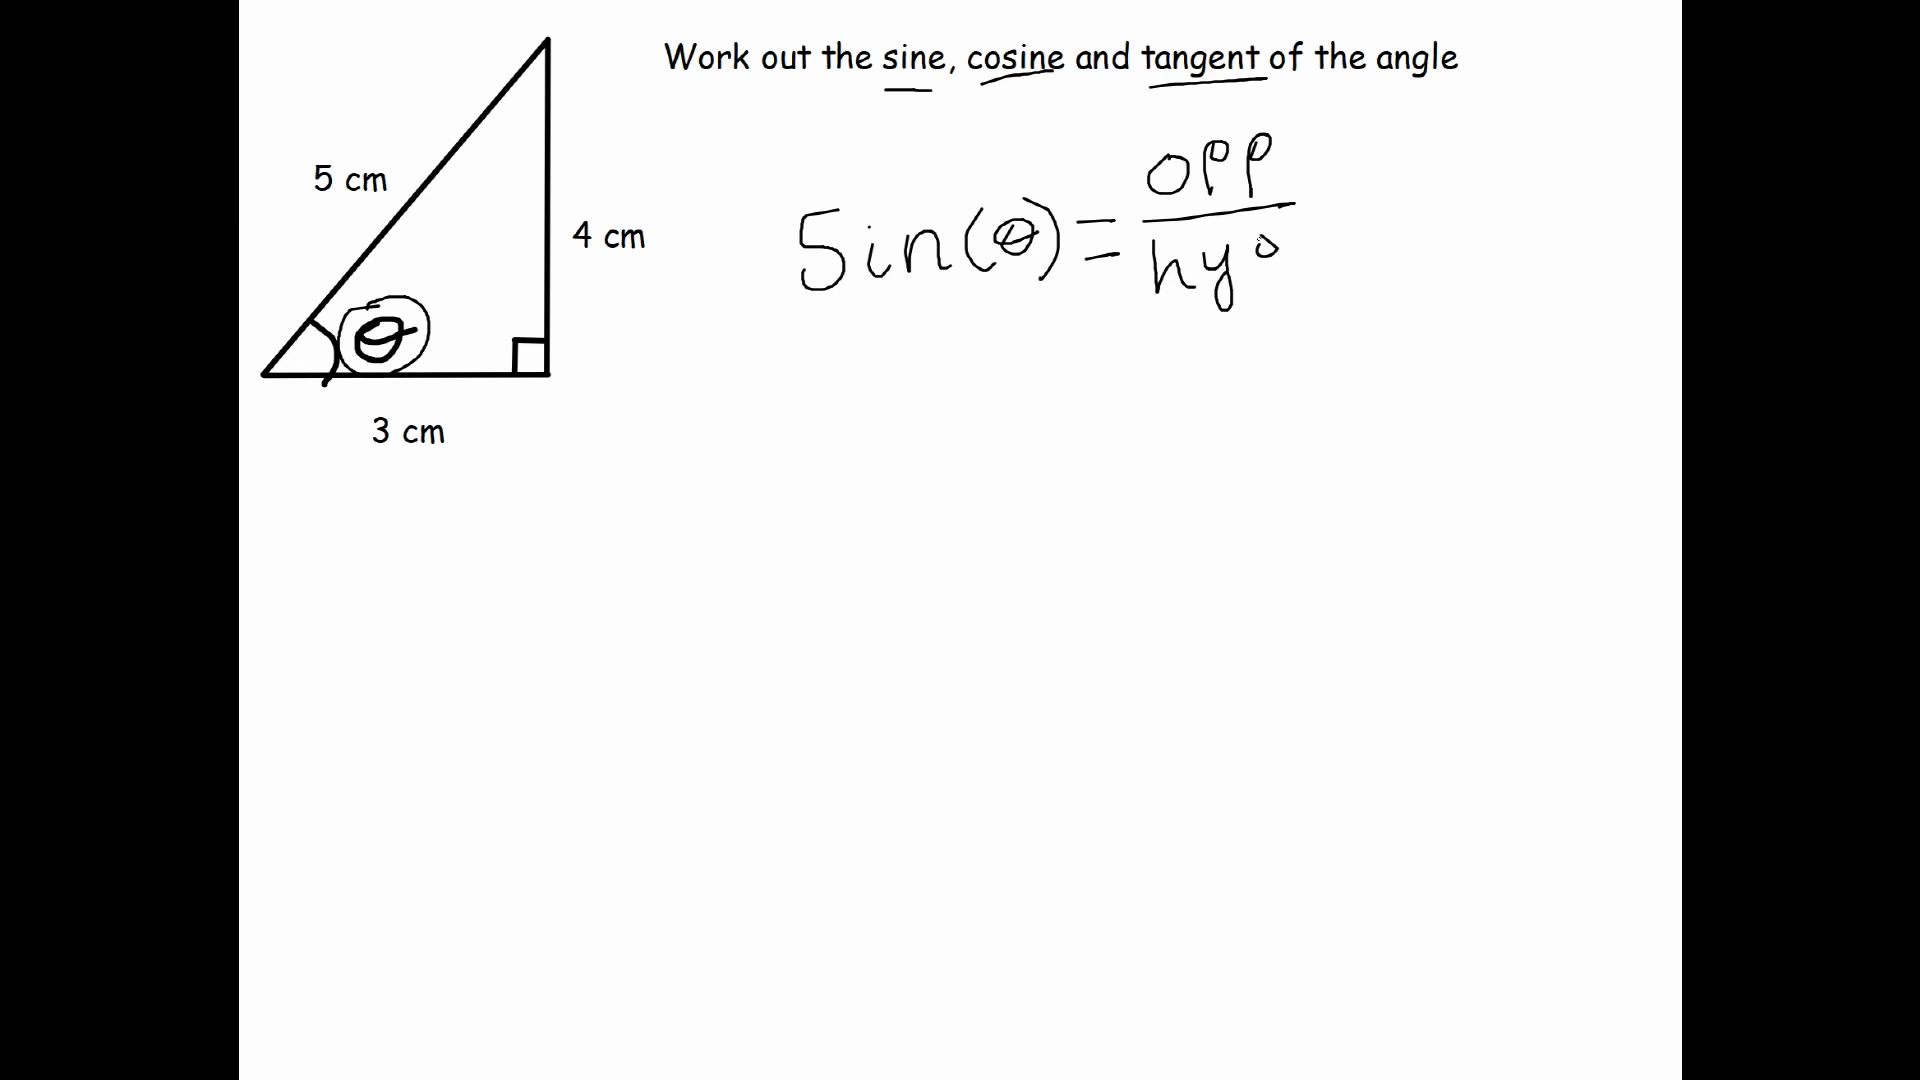 Work out the sine, cosine and tangent of the angle
5 cm
4 cm
θ
3 cm
Sin(θ) = opp
hyp